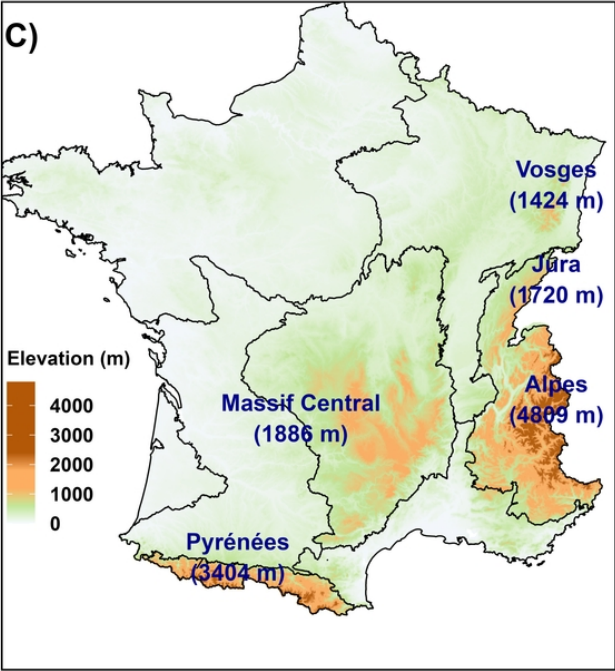 C)
Vosges
(1424 m)
Jura
(1720 m)
Elevation (m)
4000
3000
2000
1000
0
Alpes
(4809 m)
Massif Central
(1886 m)
Pyrénées
(3404 m)